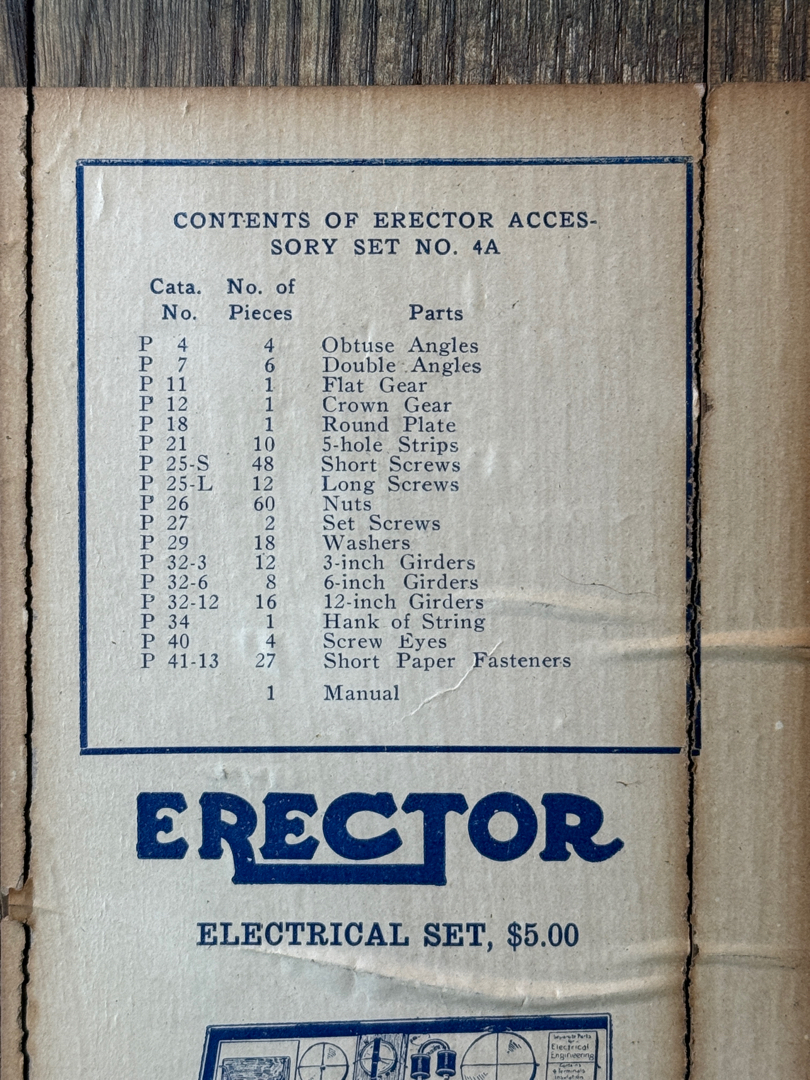 CONTENTS OF ERECTOR ACCES-
SORY SET NO. 4A
Cata. No. of
No. Pieces Parts
P 4 4 Obtuse Angles
P 7 6 Double Angles
P 11 1 Flat Gear
P 12 1 Crown Gear
P 18 1 Round Plate
P 21 10 5-hole Strips
P 25-S 48 Short Screws
P 25-L 12 Long Screws
P 26 60 Nuts
P 27 2 Set Screws
P 29 18 Washers
P 32-3 12 3-inch Girders
P 32-6 8 6-inch Girders
P 32-12 16 12-inch Girders
P 34 1 Hank of String
P 40 4 Screw Eyes
P 41-13 27 Short Paper Fasteners
1 Manual
ERECTOR
ELECTRICAL SET, $5.00
Separate Parts
for
Electrical
Engineering